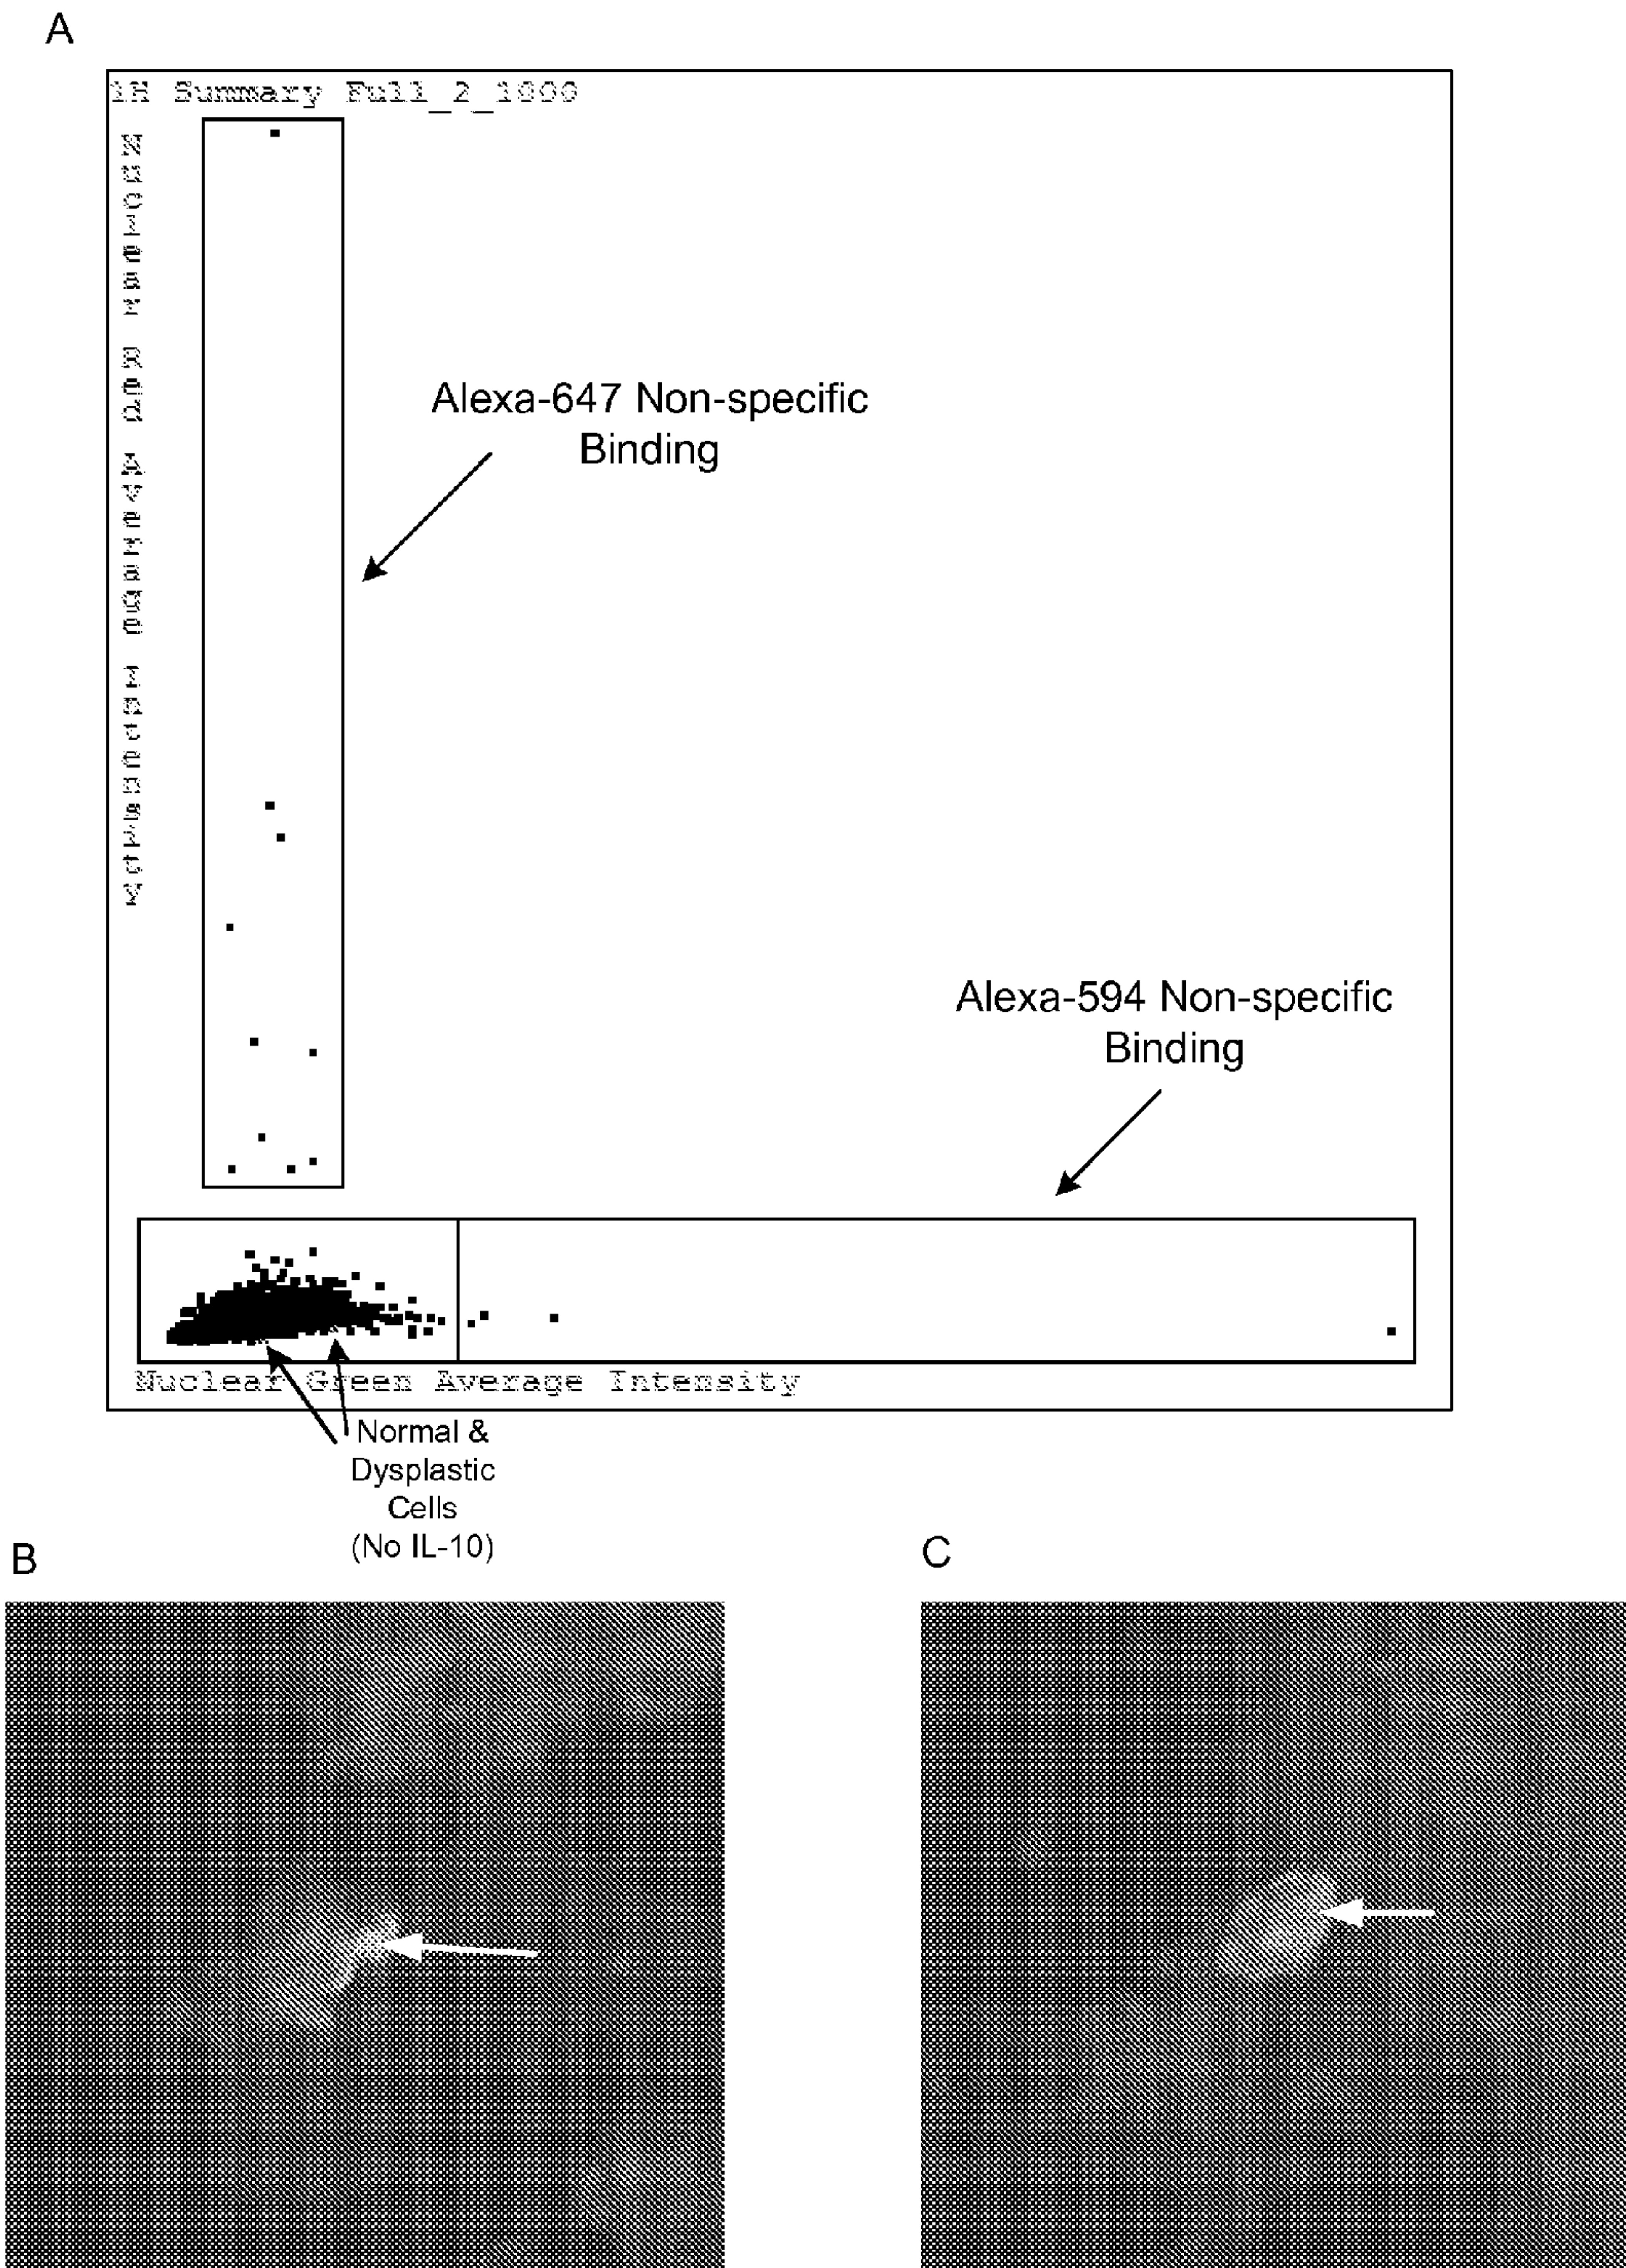 A
1H Summary Full_2_1000
Alexa-647 Non-specific
Binding
Alexa-594 Non-specific
Binding
Nuclear Green Average Intensity
Normal &
Dysplastic
Cells
(No IL-10)
B
C